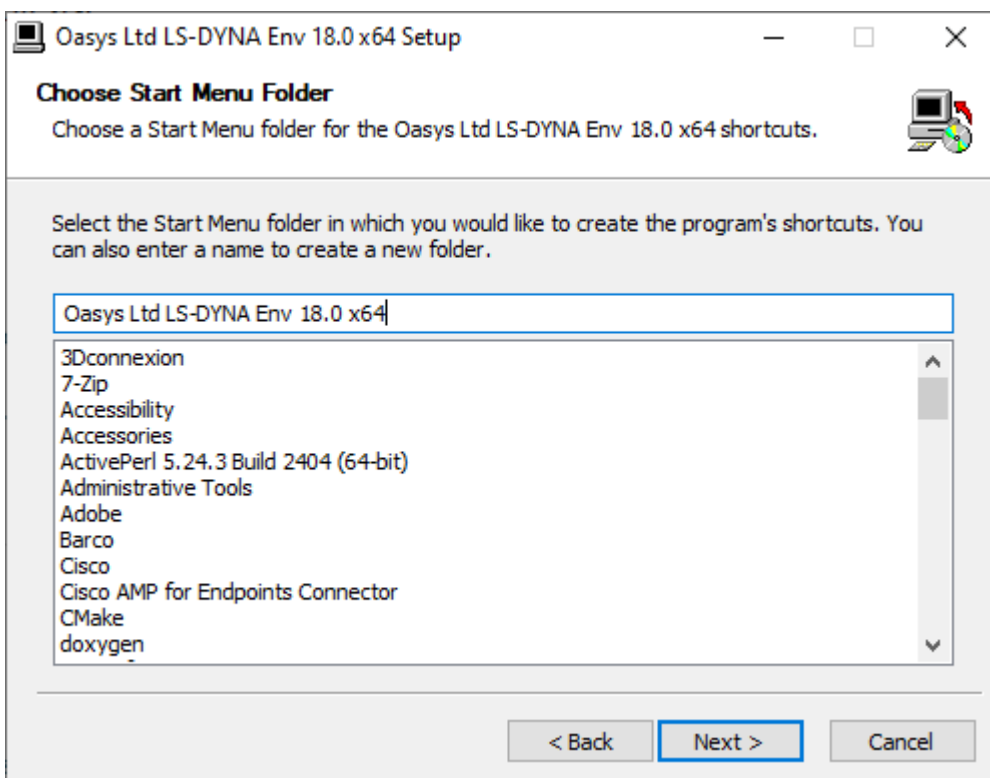 Oasys Ltd LS-DYNA Env 18.0 x64 Setup
Choose Start Menu Folder
Choose a Start Menu folder for the Oasys Ltd LS-DYNA Env 18.0 x64 shortcuts.
Select the Start Menu folder in which you would like to create the program's shortcuts. You
can also enter a name to create a new folder.
Oasys Ltd LS-DYNA Env 18.0 x64
3Dconnexion
7-Zip
Accessibility
Accessories
ActivePerl 5.24.3 Build 2404 (64-bit)
Administrative Tools
Adobe
Barco
Cisco
Cisco AMP for Endpoints Connector
CMake
doxygen
< Back Next > Cancel